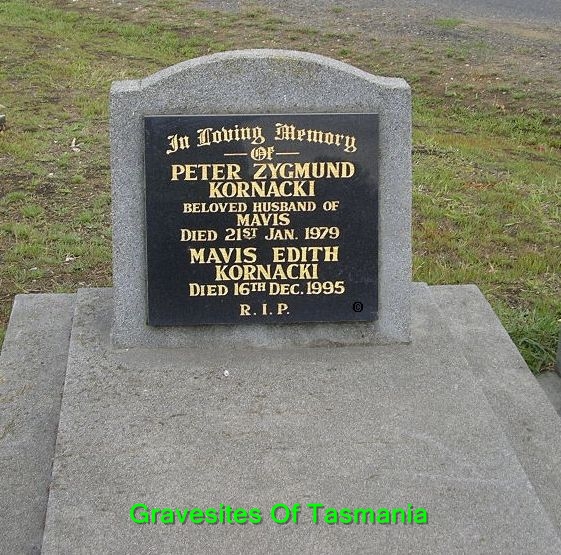 In Loving Memory
Of
PETER ZYGMUND
KORNACKI
BELOVED HUSBAND OF
MAVIS
DIED 21ST JAN. 1979
MAVIS EDITH
KORNACKI
DIED 16TH DEC. 1995
R. I. P.
Gravesites Of Tasmania